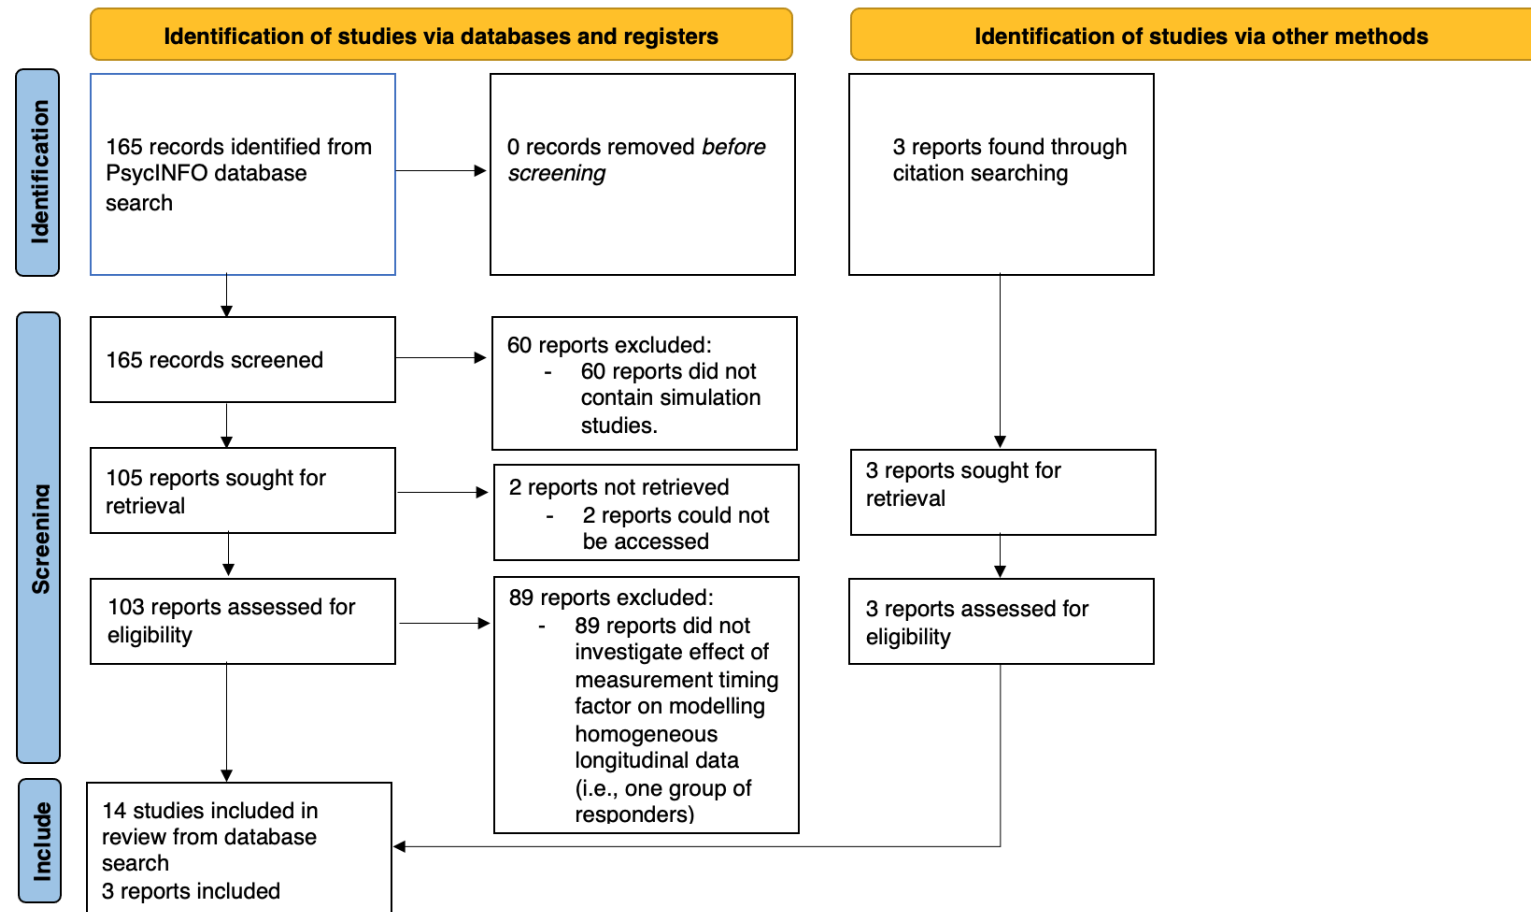 Identification of studies via databases and registers
Identification of studies via other methods
Identification
165 records identified from
PsycINFO database
search
0 records removed before
screening
3 reports found through
citation searching
Screening
165 records screened
60 reports excluded:
- 60 reports did not
contain simulation
studies.
105 reports sought for
retrieval
2 reports not retrieved
- 2 reports could not
be accessed
3 reports sought for
retrieval
103 reports assessed for
eligibility
89 reports excluded:
- 89 reports did not
investigate effect of
measurement timing
factor on modelling
homogeneous
longitudinal data
(i.e., one group of
responders)
3 reports assessed for
eligibility
Include
14 studies included in
review from database
search
3 reports included